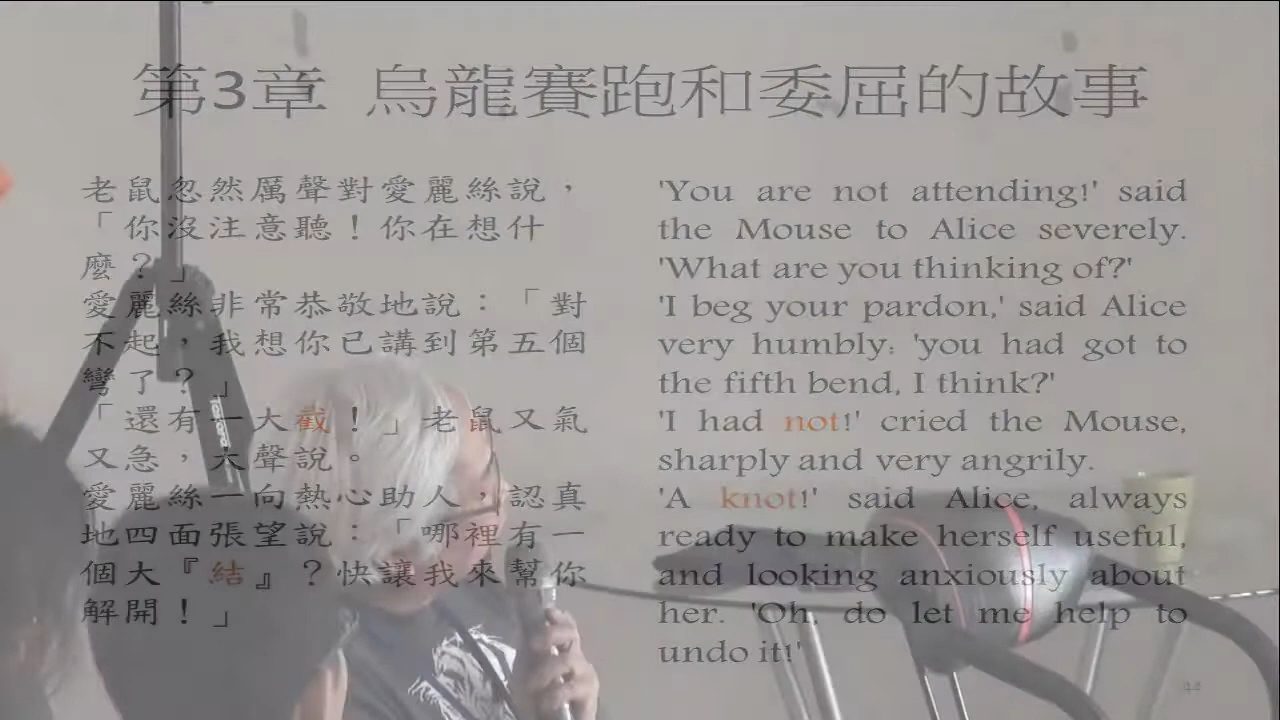 第3章 烏龍賽跑和委屈的故事
老鼠忽然厲聲對愛麗絲說，
「你沒注意聽！你在想什
麼？」
愛麗絲非常恭敬地說：「對
不起，我想你已講到第五個
彎了？」
「還有一大截！」老鼠又氣
又急，大聲說。
愛麗絲一向熱心助人，認真
地四面張望說：「哪裡有一
個大『結』？快讓我來幫你
解開！」
'You are not attending!' said
the Mouse to Alice severely.
'What are you thinking of?'
'I beg your pardon,' said Alice
very humbly: 'you had got to
the fifth bend, I think?'
'I had not!' cried the Mouse,
sharply and very angrily.
'A knot!' said Alice, always
ready to make herself useful,
and looking anxiously about
her. 'Oh, do let me help to
undo it!'
44